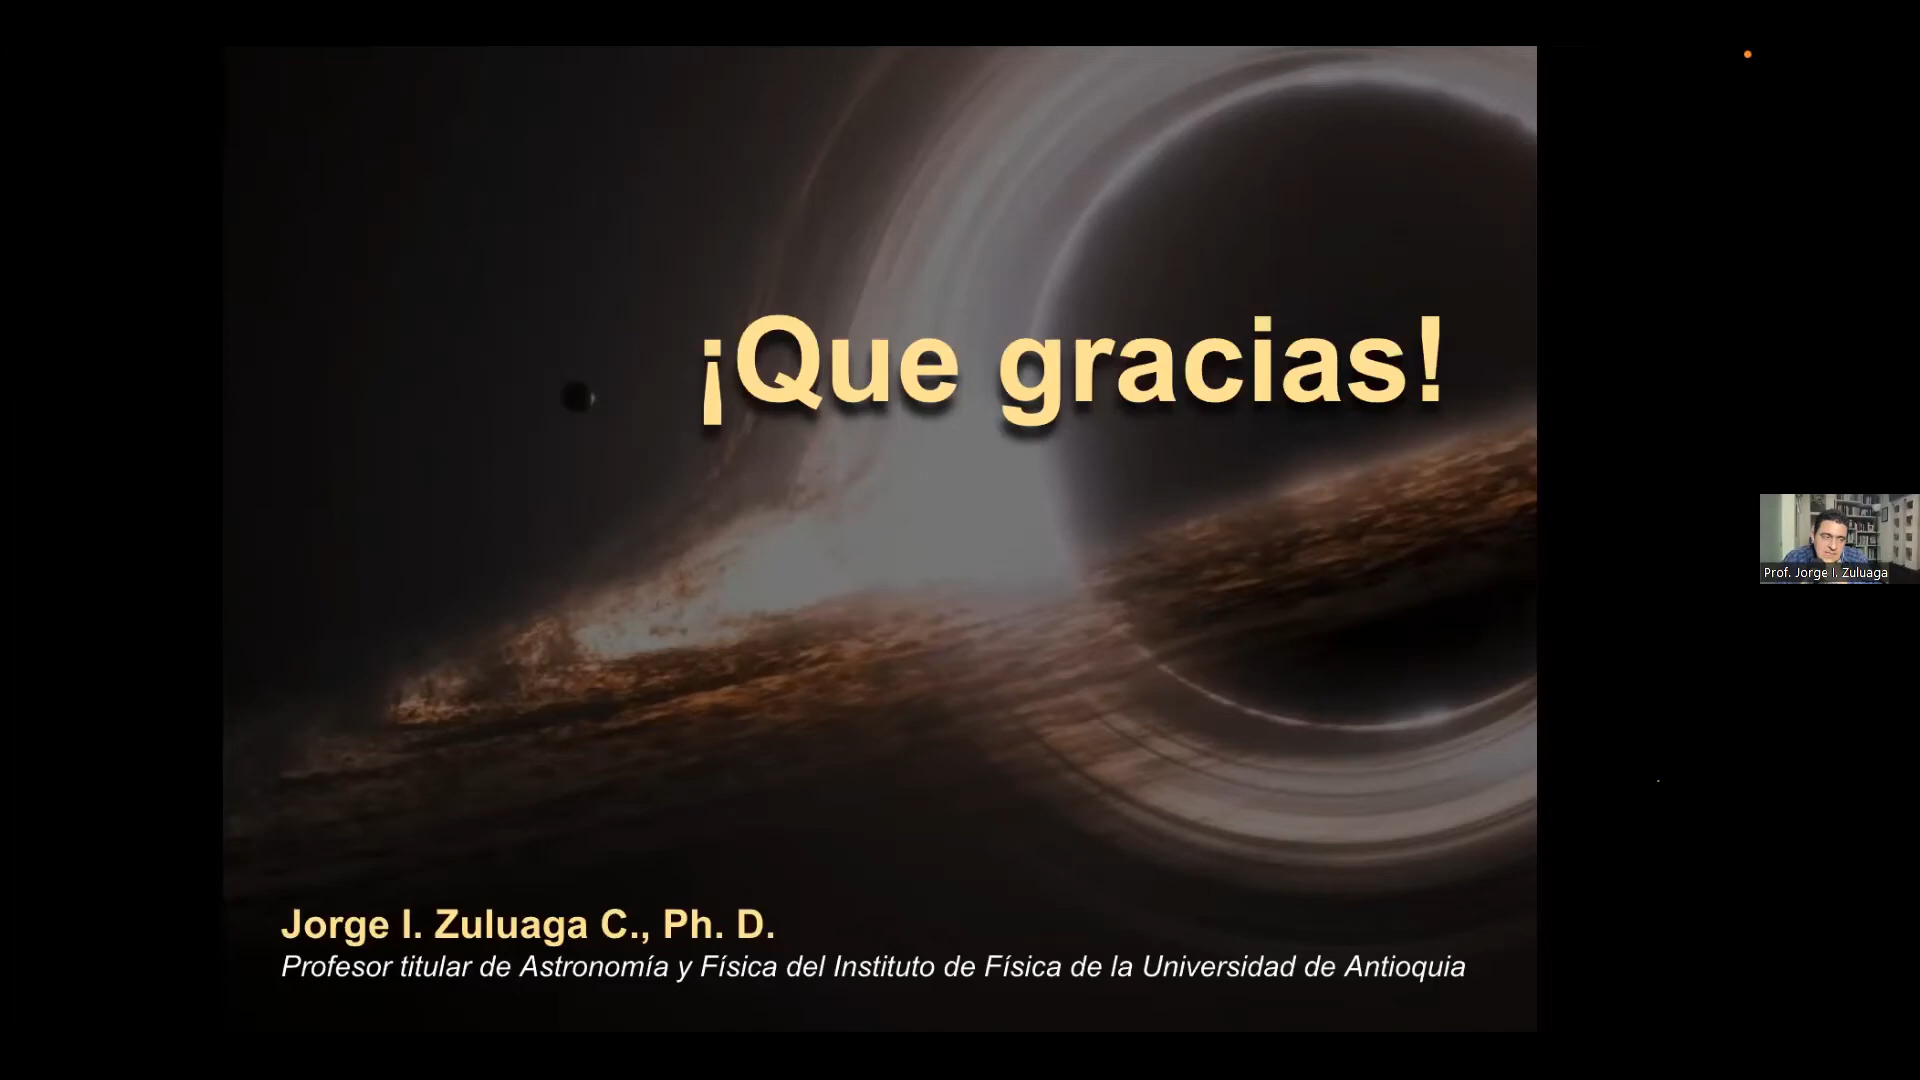 ¡Que gracias!
Prof. Jorge I. Zuluaga
Jorge I. Zuluaga C., Ph. D.
Profesor titular de Astronomía y Física del Instituto de Física de la Universidad de Antioquia